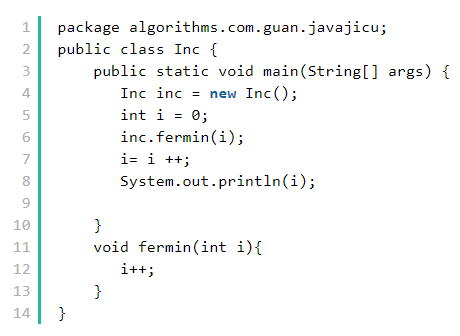 1 package algorithms.com.guan.javajicu;
2 public class Inc {
3     public static void main(String[] args) {
4        Inc inc = new Inc();
5        int i = 0;
6        inc.fermin(i);
7        i= i ++;
8        System.out.println(i);
9
10     }
11     void fermin(int i){
12        i++;
13     }
14 }